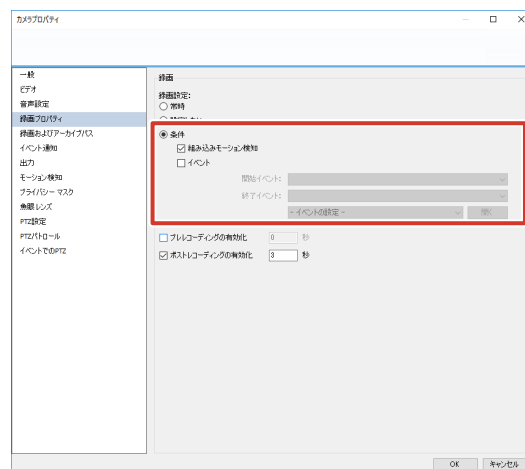 カメラプロパティ
一般
ビデオ
音声設定
録画プロパティ
録画およびアーカイブパス
イベント通知
出力
モーション検知
プライバシー マスク
魚眼レンズ
PTZ設定
PTZパトロール
イベントでのPTZ
録画
録画設定:
常時
条件
組み込みモーション検知
イベント
開始イベント:
終了イベント:
- イベントの設定 -
開く
プレレコーディングの有効化 0 秒
ポストレコーディングの有効化 3 秒
OK キャンセル